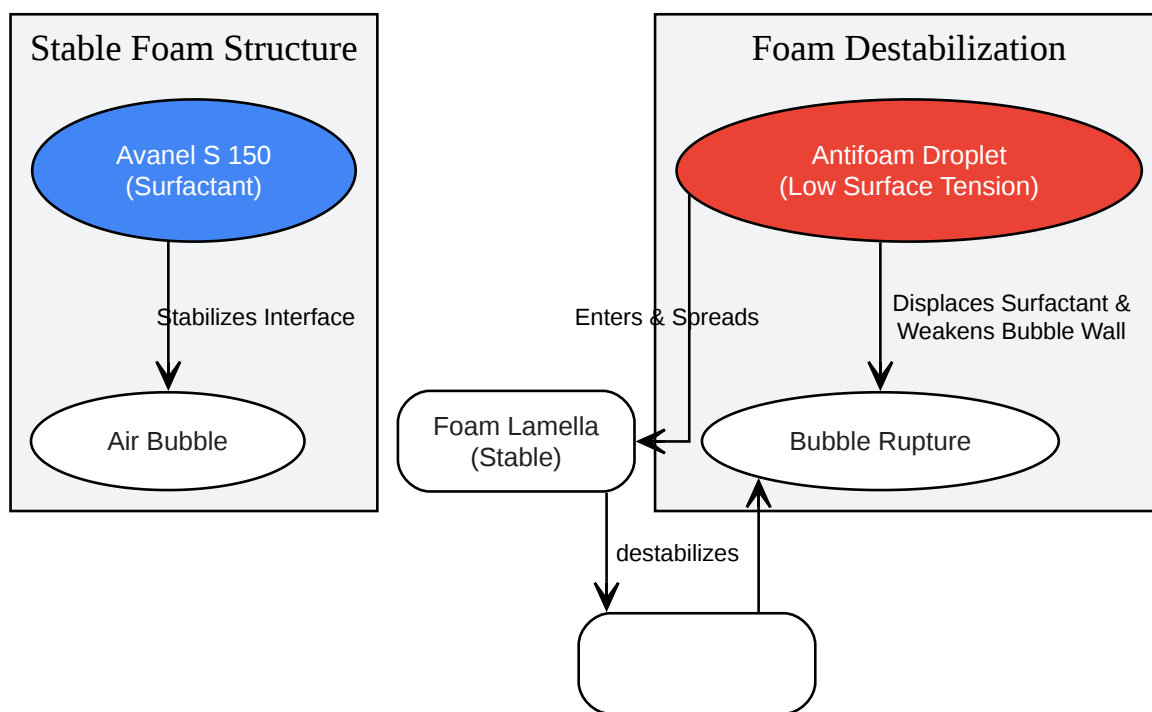 Stable Foam Structure
Foam Destabilization
Avanel S 150
(Surfactant)
Antifoam Droplet
(Low Surface Tension)
Stabilizes Interface
Enters & Spreads
Displaces Surfactant &
Weakens Bubble Wall
Air Bubble
Foam Lamella
(Stable)
Bubble Rupture
destabilizes